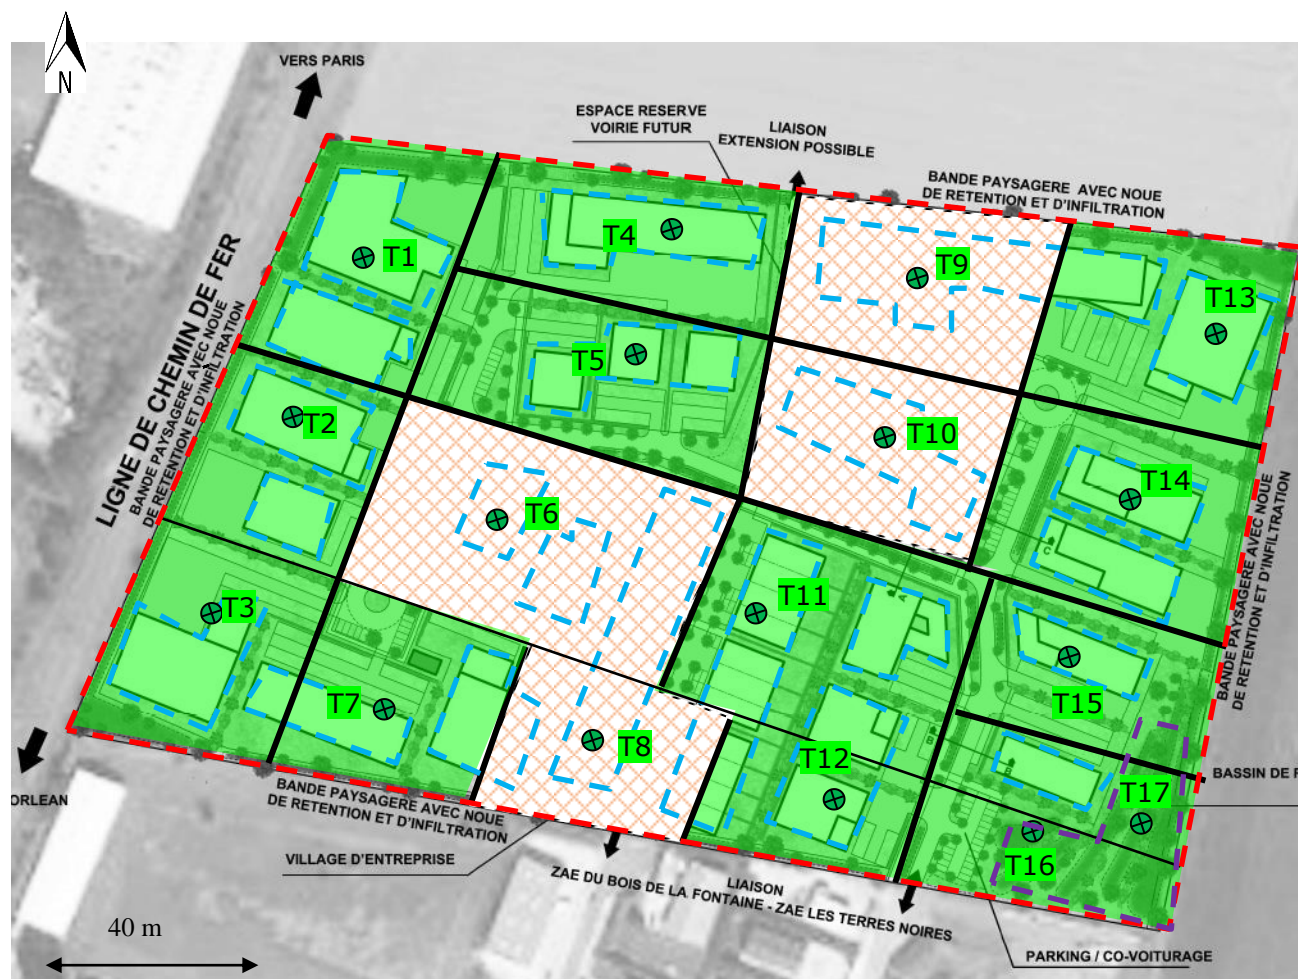 N
VERS PARIS
ESPACE RESERVE
VOIRIE FUTUR
LIAISON
EXTENSION POSSIBLE
BANDE PAYSAGERE AVEC NOUE
DE RETENTION ET D'INFILTRATION
LIGNE DE CHEMIN DE FER
BANDE PAYSAGERE AVEC NOUE
DE RETENTION ET D'INFILTRATION
T1
T4
T9
T13
T5
T2
T10
T14
T6
T3
T11
T7
T8
T15
T12
T17
T16
A
B
B
C
BANDE PAYSAGERE AVEC NOUE
DE RETENTION ET D'INFILTRATION
BASSIN DE R
ORLEAN
BANDE PAYSAGERE AVEC NOUE
DE RETENTION ET D'INFILTRATION
VILLAGE D'ENTREPRISE
LIAISON
ZAE DU BOIS DE LA FONTAINE - ZAE LES TERRES NOIRES
PARKING / CO-VOITURAGE
40 m